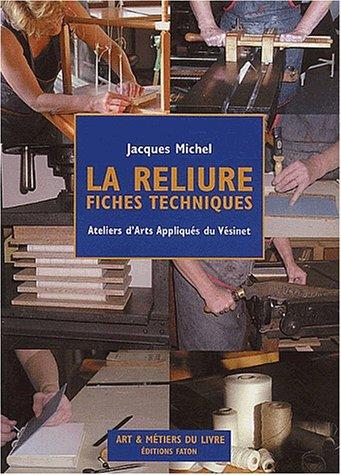 Jacques Michel
LA RELIURE
FICHES TECHNIQUES
Ateliers d'Arts Appliqués du Vésinet
ART & MÉTIERS DU LIVRE
ÉDITIONS FATON